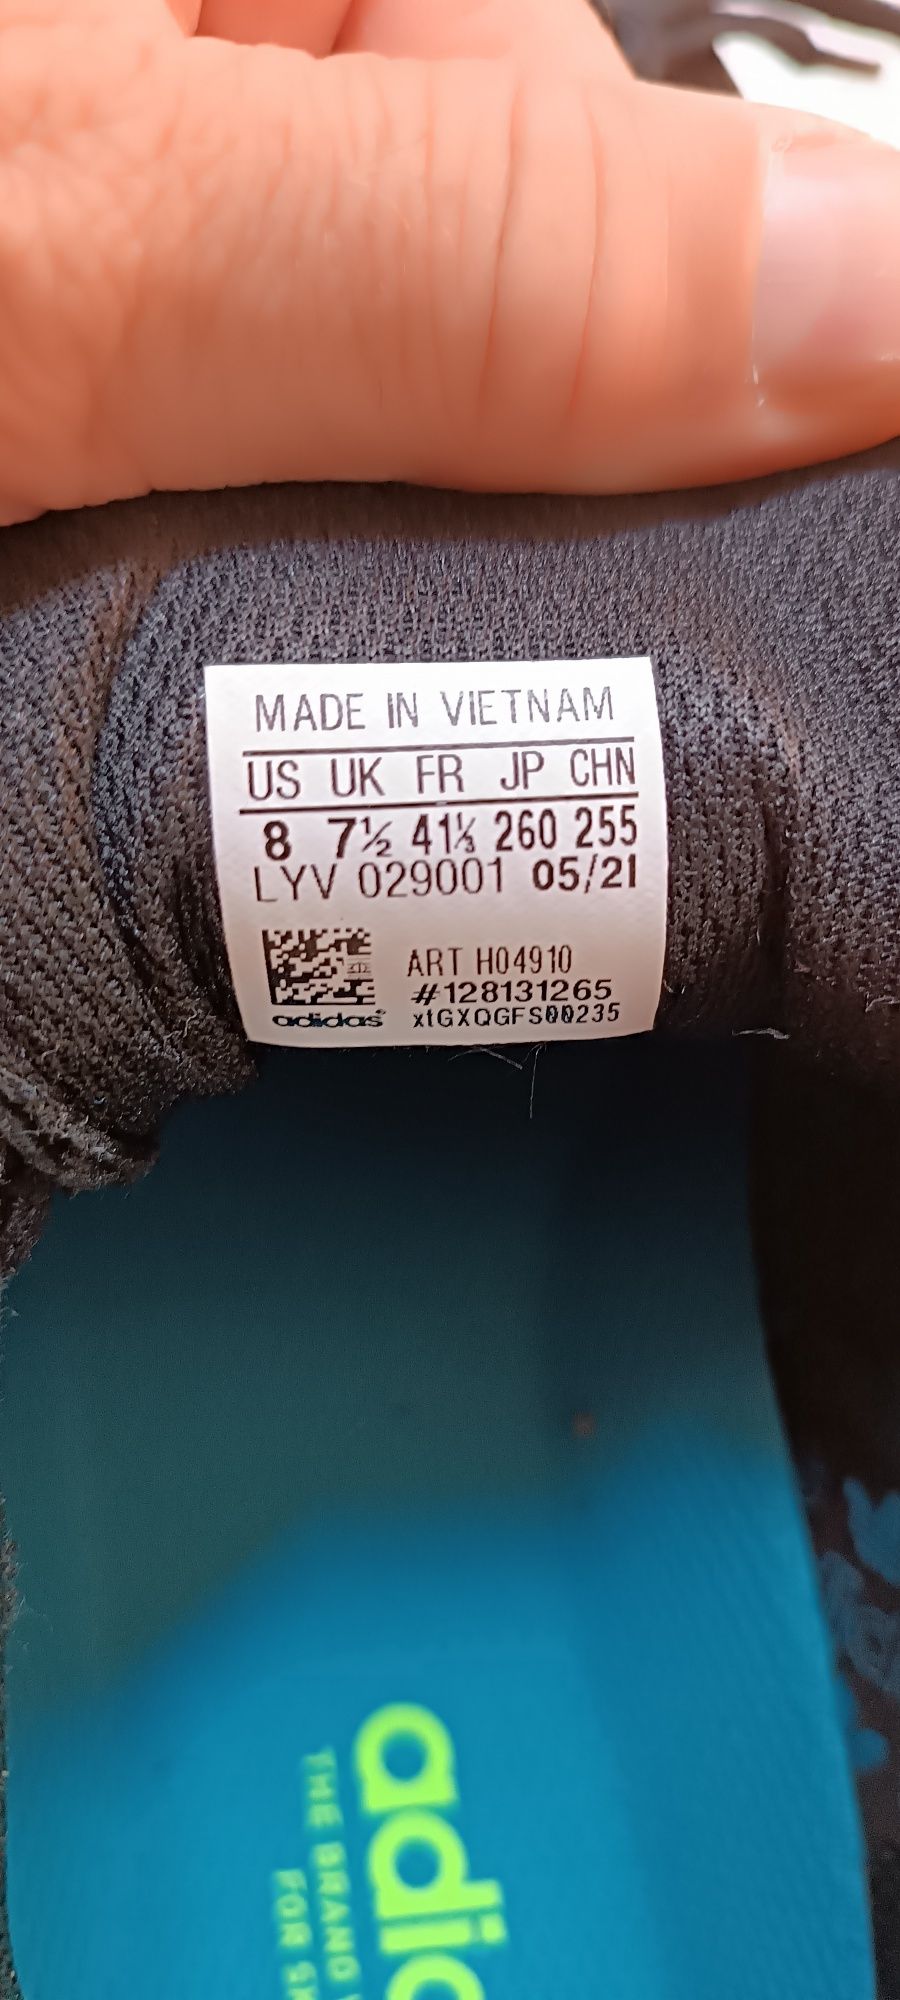 MADE IN VIETNAM
US UK FR JP CHN
8 7½ 41⅓ 260 255
LYV 029001 05/21
ART H04910
#128131265
adidas xtGXQGFS00235
THE BRAND
FOR